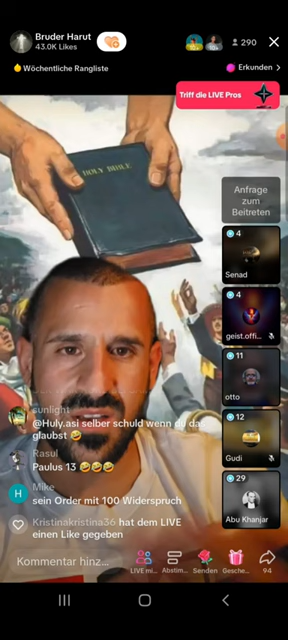 Bruder Harut
43.0K Likes
290
Wöchentliche Rangliste
Erkunden >
Triff die LIVE Pros
HOLY BIBLE
Anfrage
zum
Beitreten
4
Senad
4
geist.offi...
11
otto
12
Gudi
29
Abu Khanjar
sunlight
@Huly.asi selber schuld wenn du das
glaubst 🤣
Rasul
Paulus 13 🤣🤣🤣
Mike
H
sein Order mit 100 Widerspruch
Kristinakristina36 hat dem LIVE
einen Like gegeben
Kommentar hinz...
LIVE mi...
Abstim...
Senden
Gesche...
94